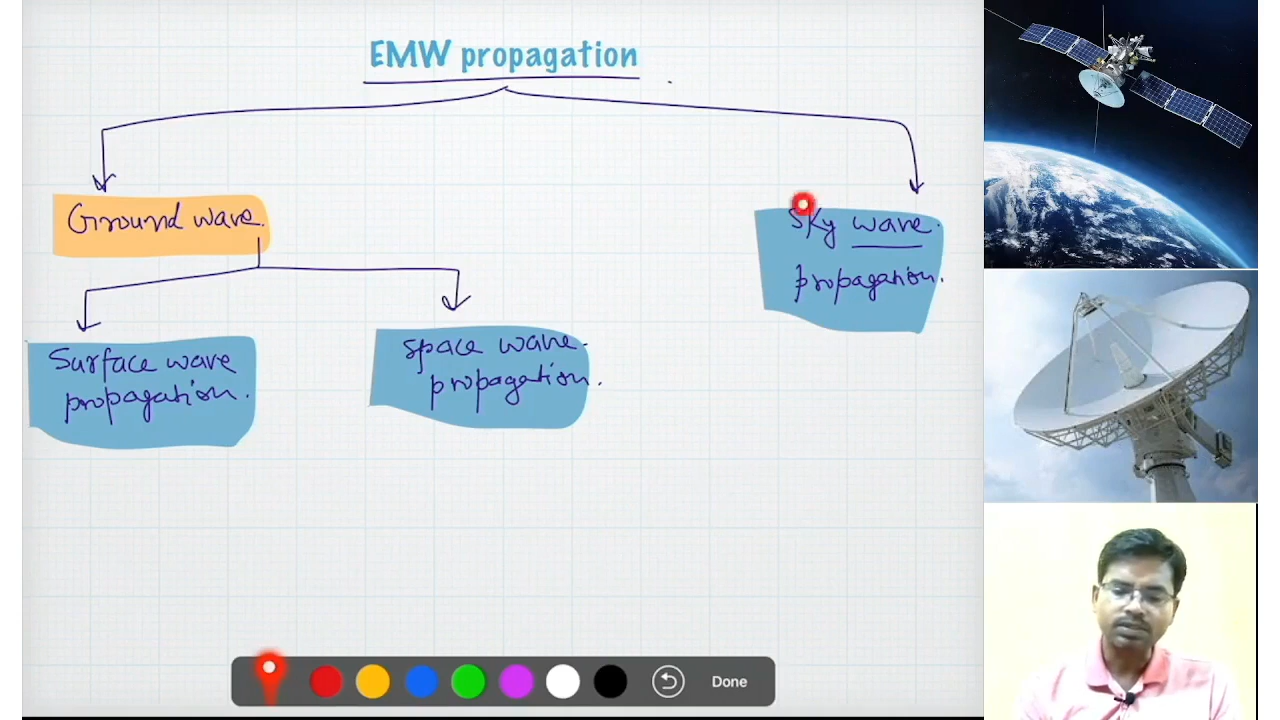 EMW propagation
Ground wave.
Sky wave.
propagation.
Surface wave
propagation.
space wave.
propagation.
Done